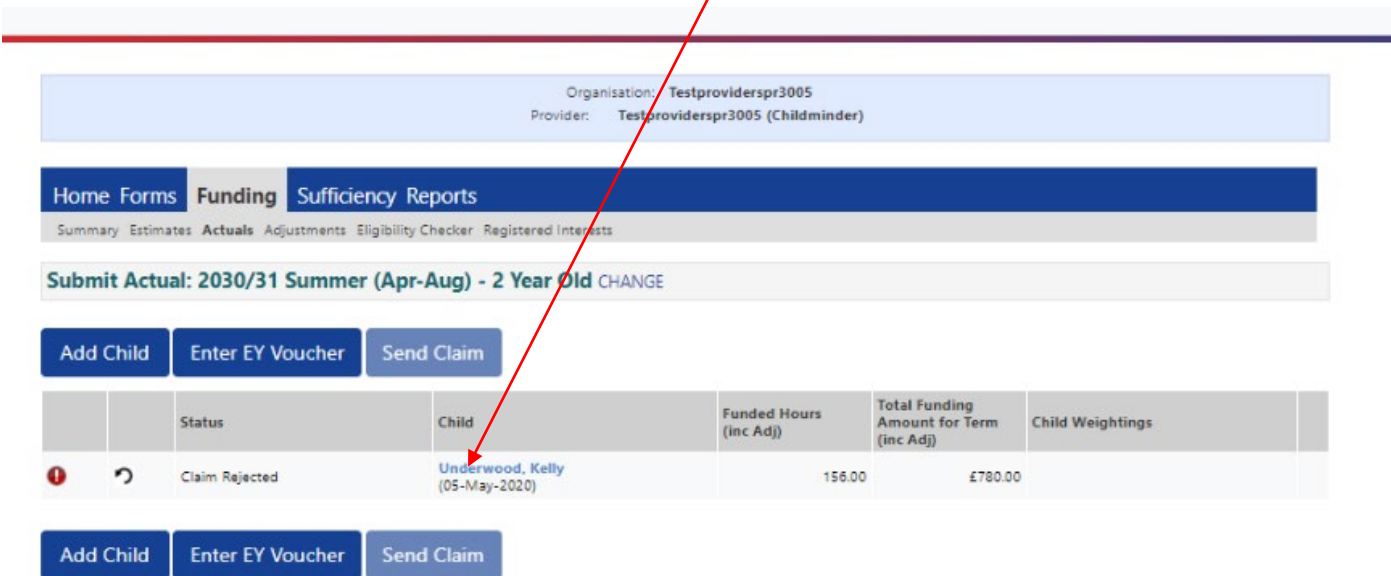 Organisation: Testproviderspr3005
Provider: Testproviderspr3005 (Childminder)
Home Forms Funding Sufficiency Reports
Summary Estimates Actuals Adjustments Eligibility Checker Registered Interests
Submit Actual: 2030/31 Summer (Apr-Aug) - 2 Year Old CHANGE
Add Child Enter EY Voucher Send Claim
Status Child Funded Hours (inc Adj) Total Funding Amount for Term (inc Adj) Child Weightings
Claim Rejected Underwood, Kelly 156.00 £780.00
(05-May-2020)
Add Child Enter EY Voucher Send Claim